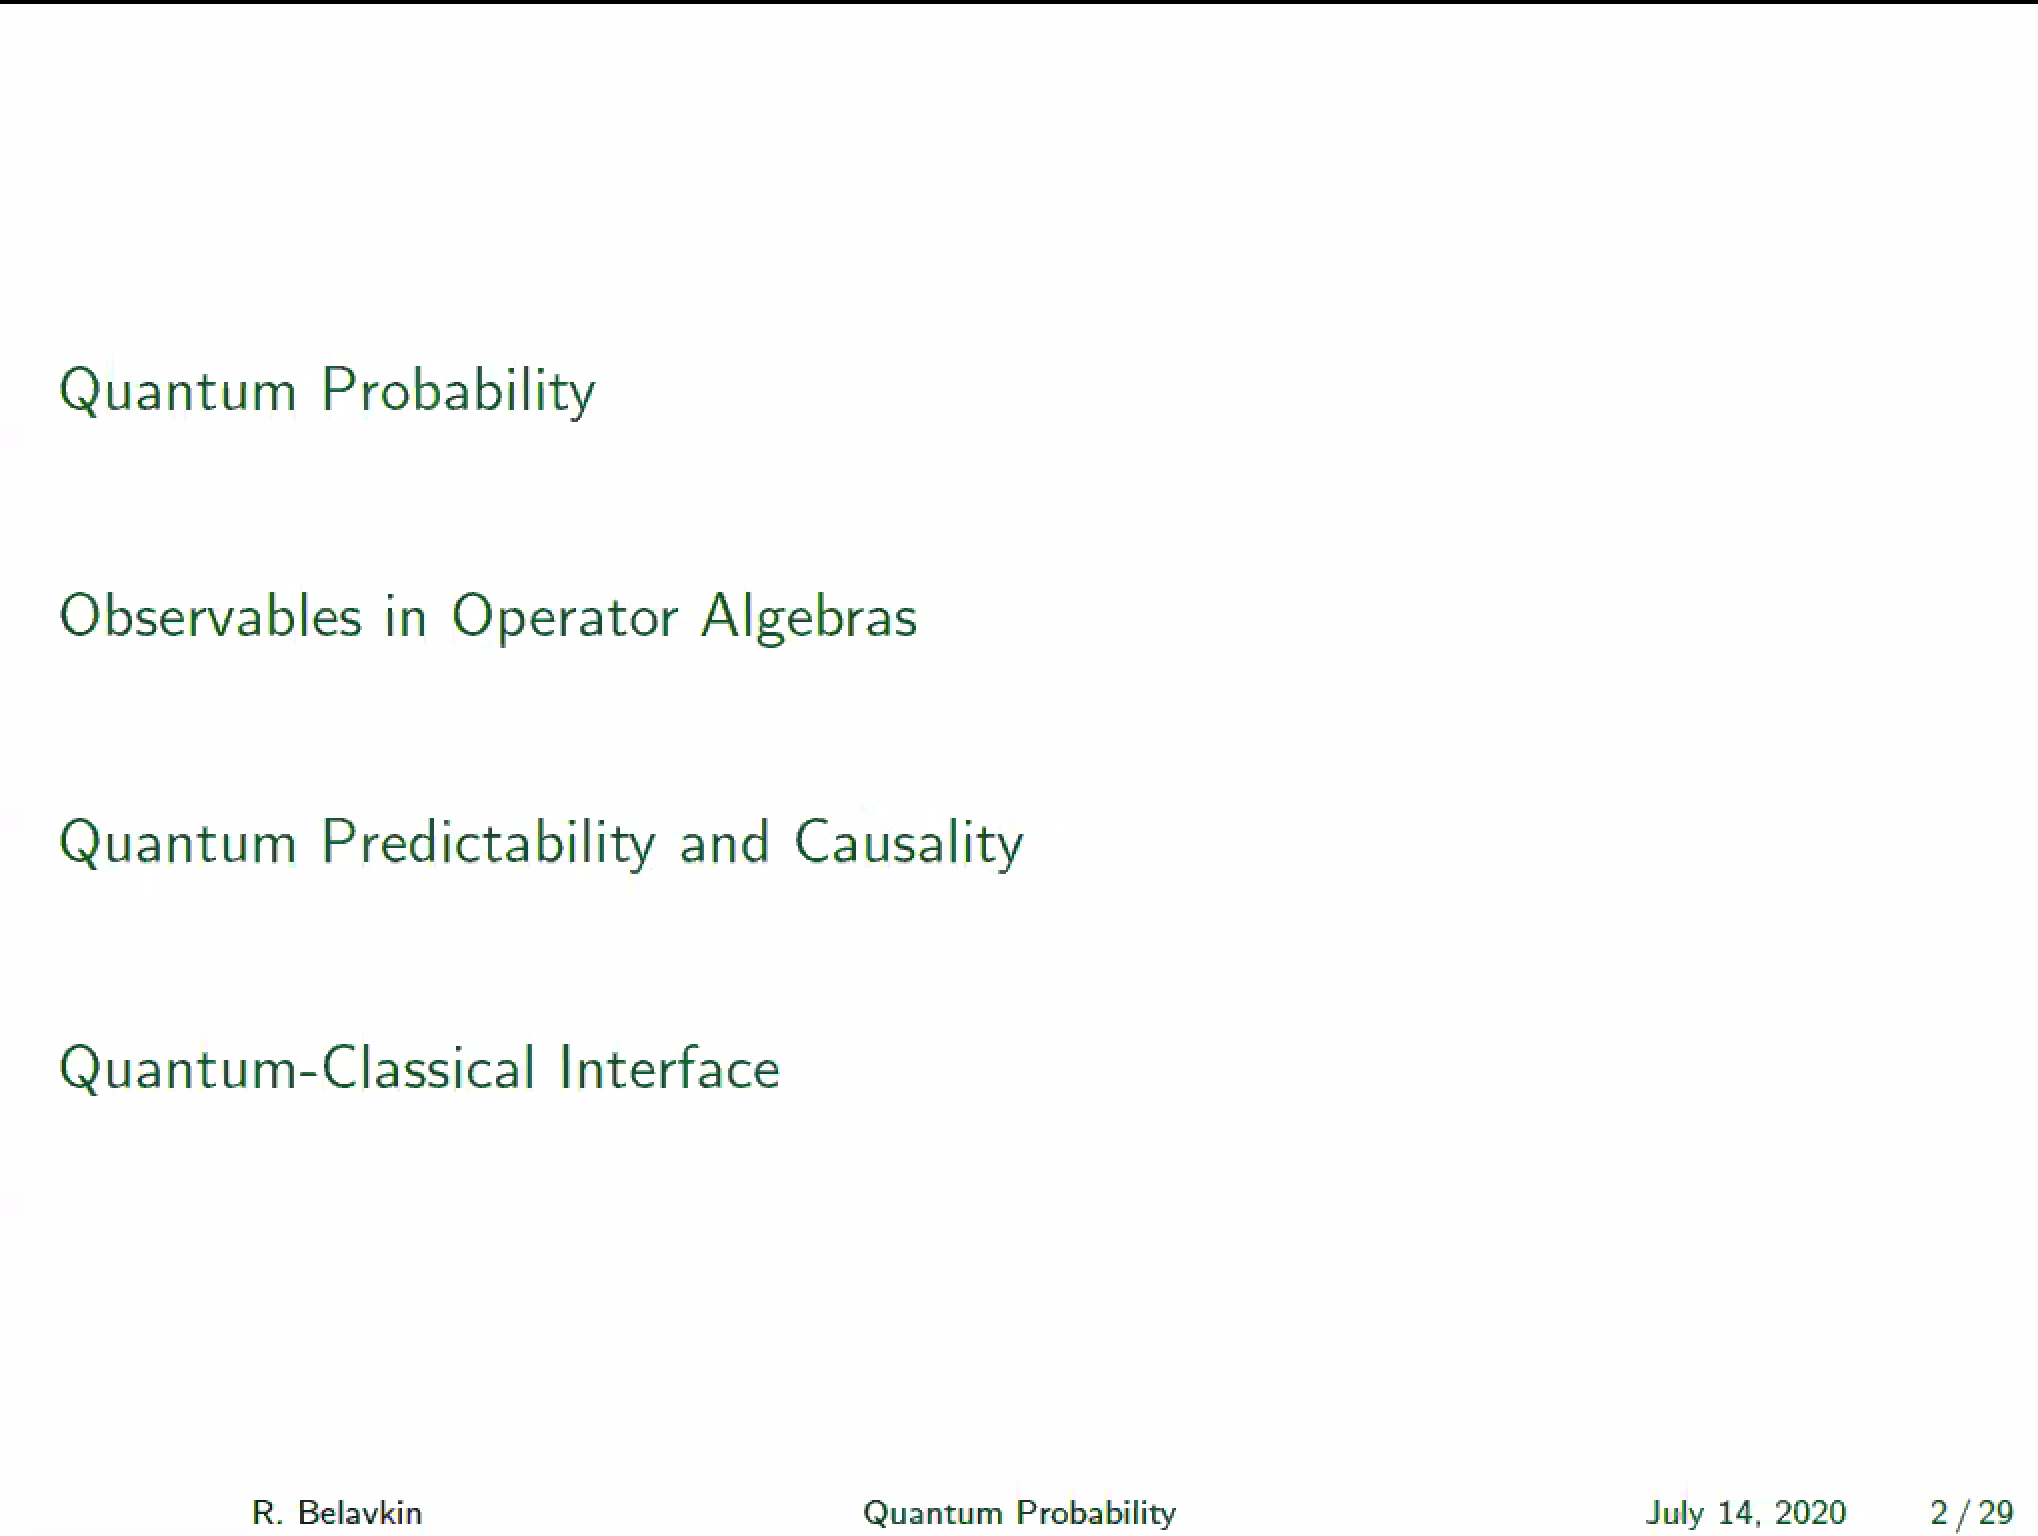 Quantum Probability
Observables in Operator Algebras
Quantum Predictability and Causality
Quantum-Classical Interface
R. Belavkin Quantum Probability July 14, 2020 2 / 29